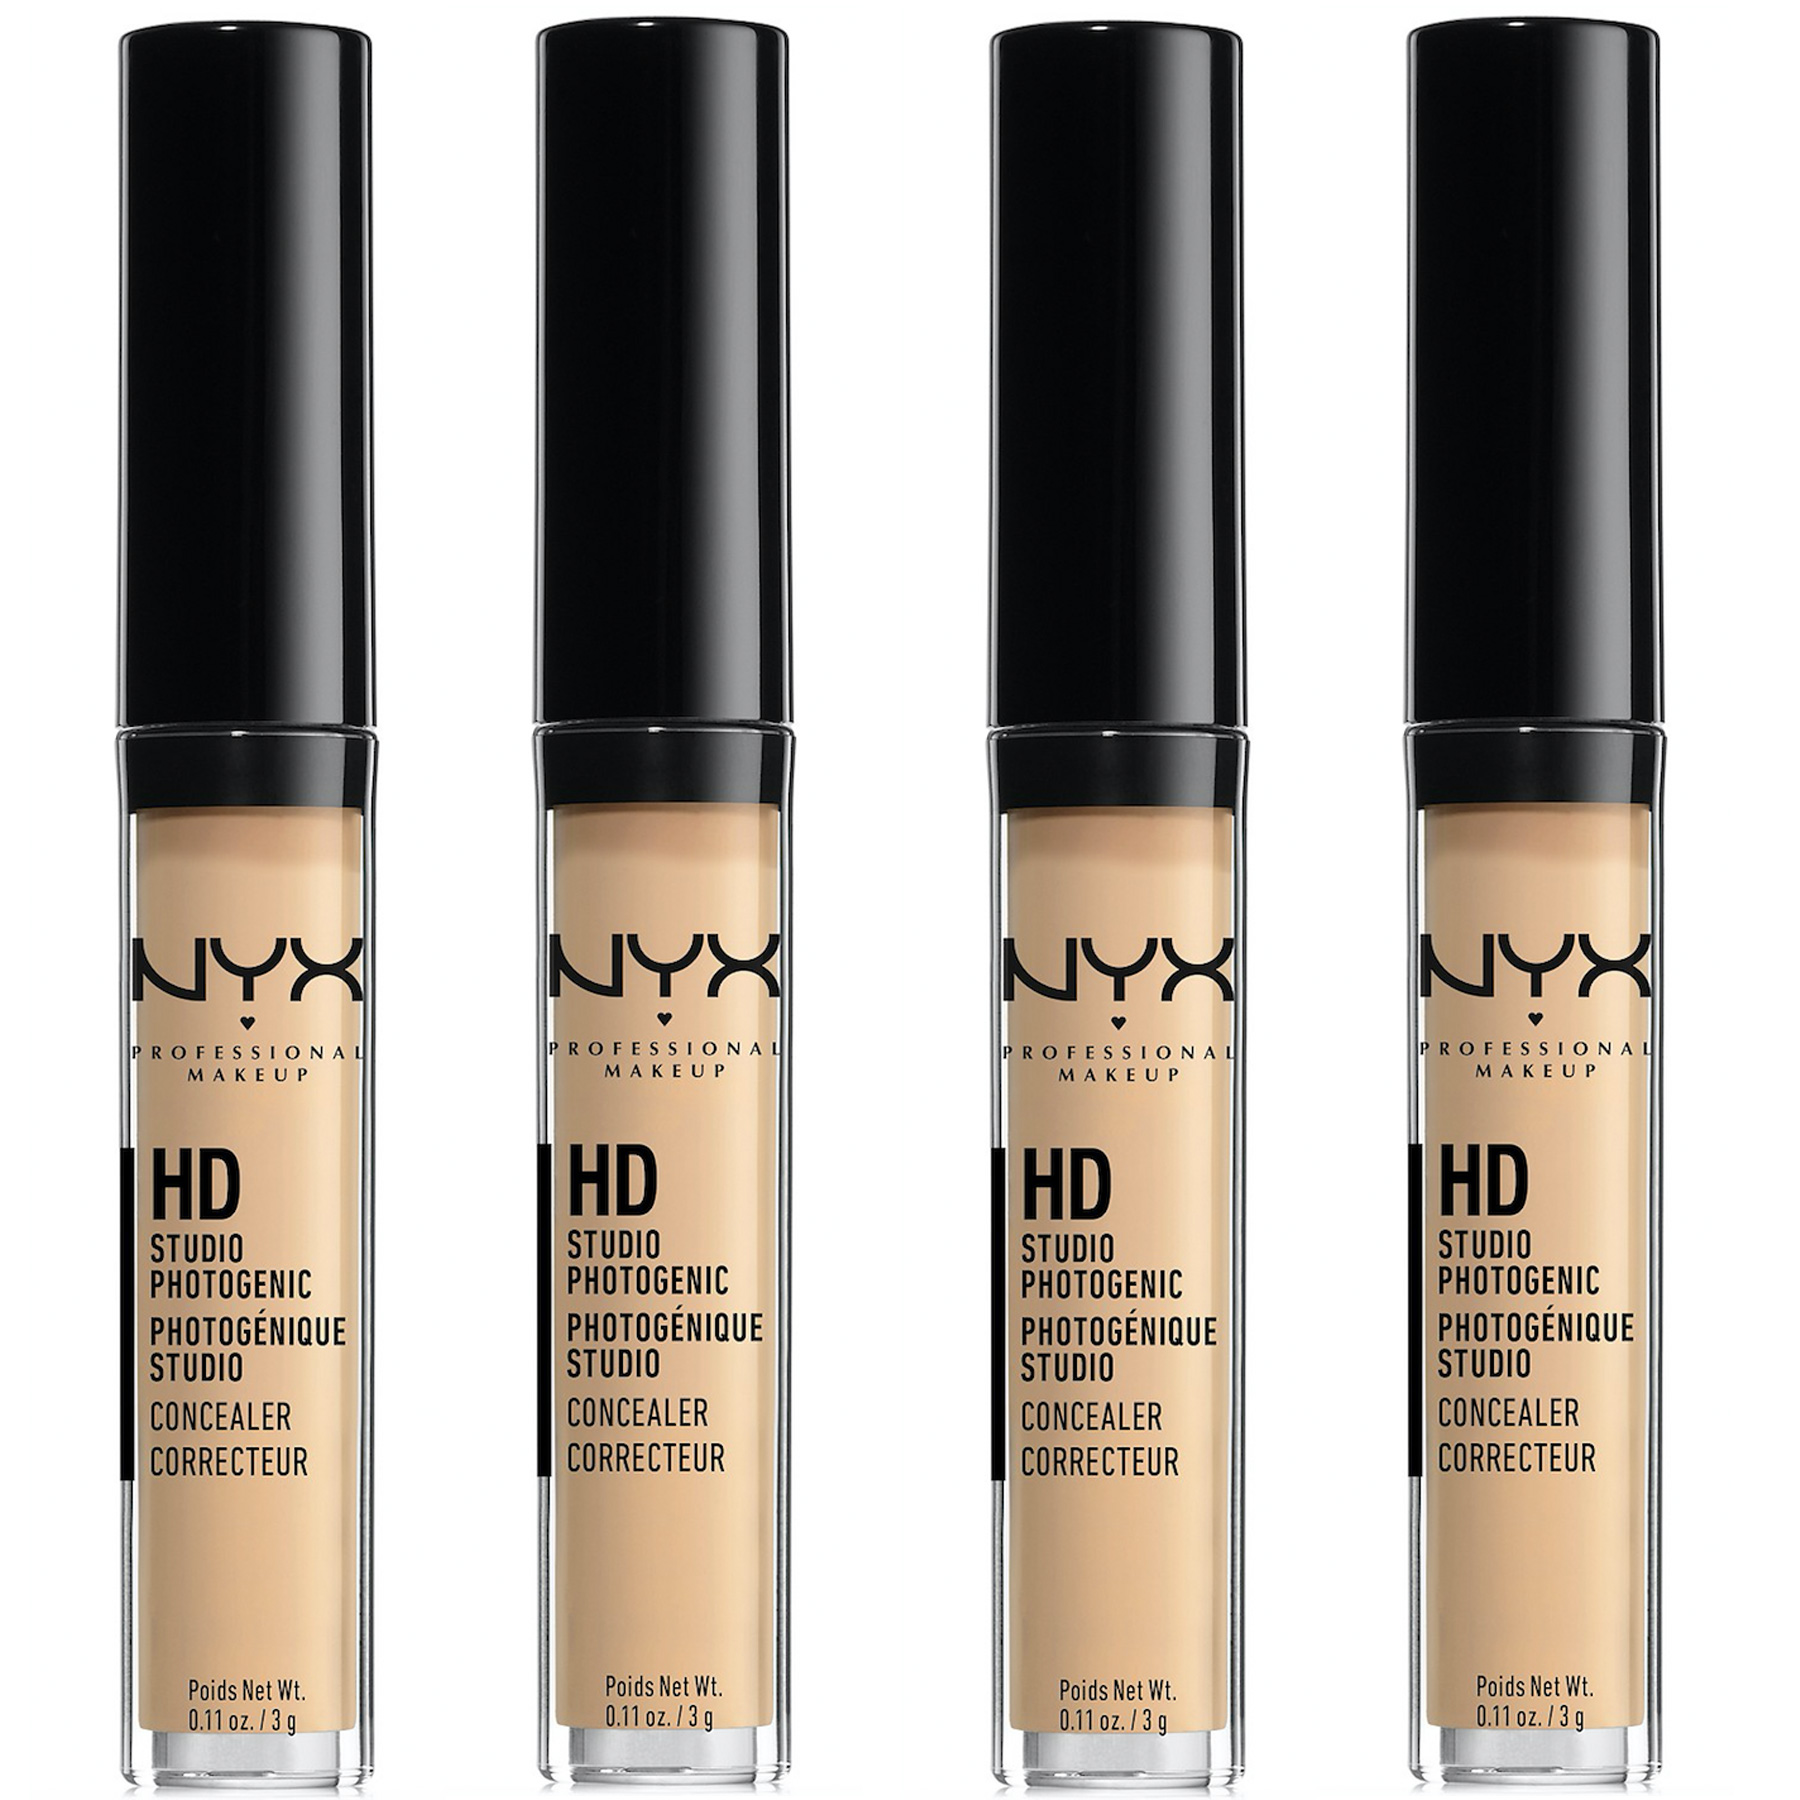 NYX
PROFESSIONAL
MAKEUP
HD
STUDIO
PHOTOGENIC
PHOTOGÉNIQUE
STUDIO
CONCEALER
CORRECTEUR
Poids Net Wt.
0.11 oz. / 3 g
NYX
PROFESSIONAL
MAKEUP
HD
STUDIO
PHOTOGENIC
PHOTOGÉNIQUE
STUDIO
CONCEALER
CORRECTEUR
Poids Net Wt.
0.11 oz. / 3 g
NYX
PROFESSIONAL
MAKEUP
HD
STUDIO
PHOTOGENIC
PHOTOGÉNIQUE
STUDIO
CONCEALER
CORRECTEUR
Poids Net Wt.
0.11 oz. / 3 g
NYX
PROFESSIONAL
MAKEUP
HD
STUDIO
PHOTOGENIC
PHOTOGÉNIQUE
STUDIO
CONCEALER
CORRECTEUR
Poids Net Wt.
0.11 oz. / 3 g